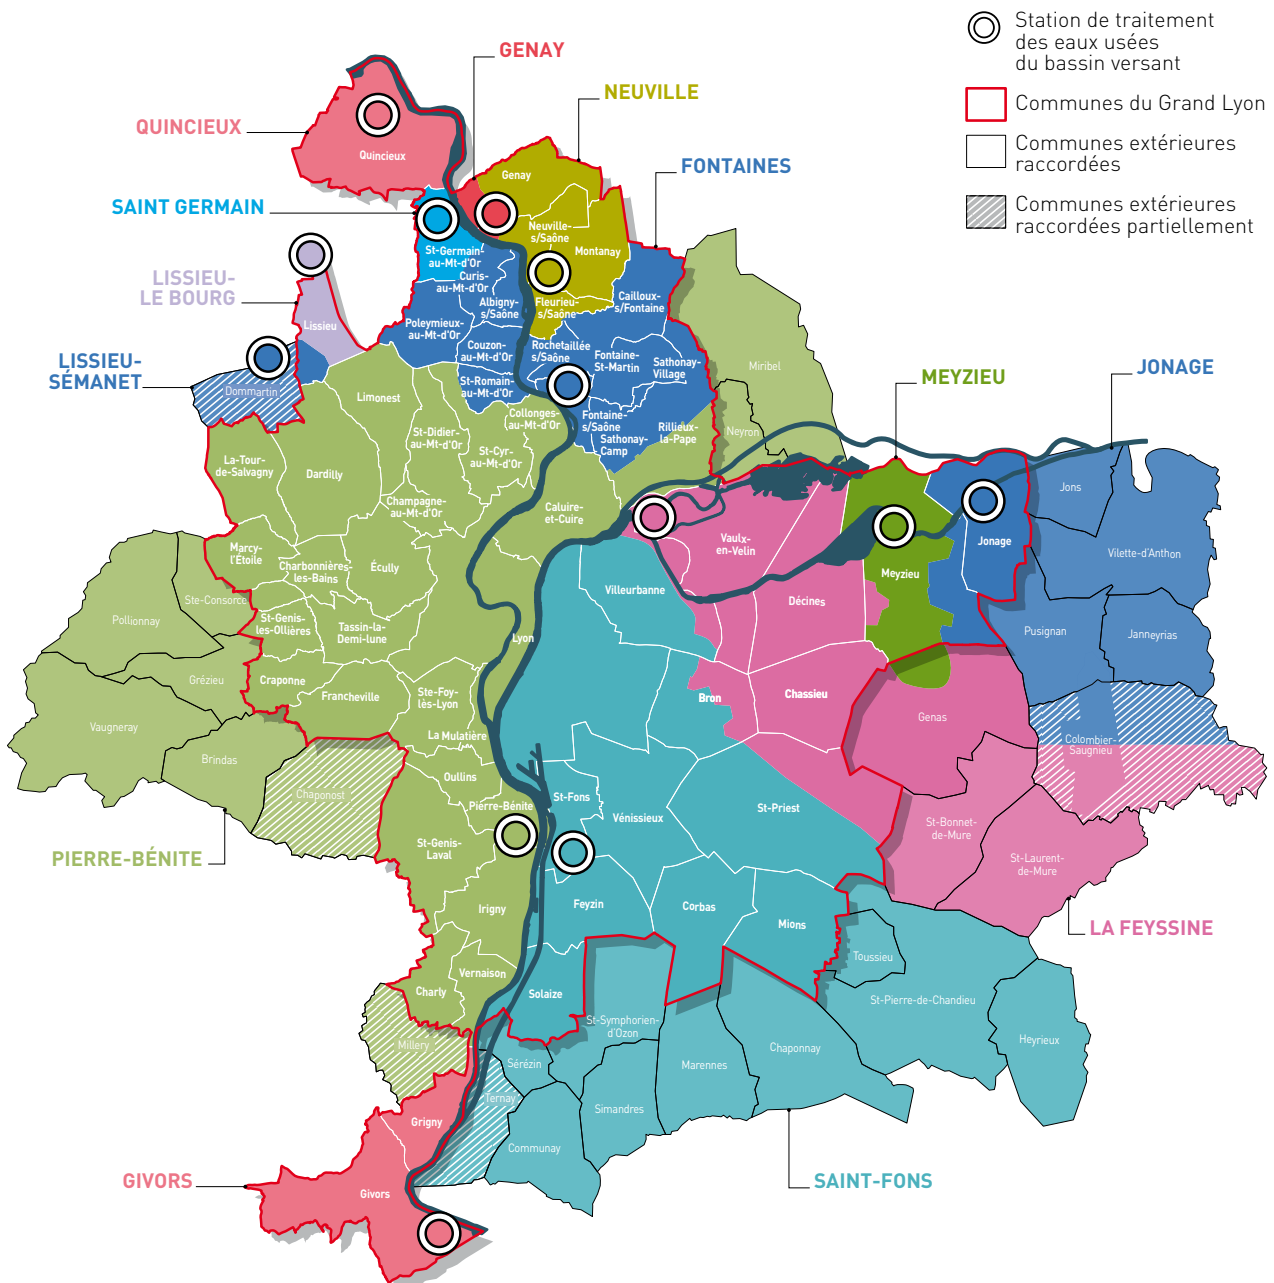 Station de traitement
des eaux usées
du bassin versant
Communes du Grand Lyon
Communes extérieures
raccordées
Communes extérieures
raccordées partiellement
GENAY
NEUVILLE
QUINCIEUX
FONTAINES
SAINT GERMAIN
LISSIEU-
LE BOURG
LISSIEU-
SÉMANET
JONAGE
MEYZIEU
PIERRE-BÉNITE
LA FEYSSINE
GIVORS
SAINT-FONS
Quincieux
Genay
Neuville-
s/Saône
Montanay
St-Germain-
au-Mt-d'Or
Curis-
au-Mt-d'Or
Albigny-
s/Saône
Fleurieu-
s/Saône
Cailloux-
s/Fontaine
Lissieu
Poleymieux-
au-Mt-d'Or
Couzon-
au-Mt-d'Or
Rochetaillée
s/Saône
Fontaine-
St-Martin
Sathonay-
Village
Miribel
Dommartin
Limonest
St-Romain-
au-Mt-d'Or
Collonges-
au-Mt-d'Or
Fontaine-
s/Saône
Sathonay-
Camp
Rillieux-
la-Pape
Neyron
St-Didier-
au-Mt-d'Or
St-Cyr-
au-Mt-d'Or
La-Tour-
de-Salvagny
Dardilly
Champagne-
au-Mt-d'Or
Caluire-
et-Cuire
Vaulx-
en-Velin
Jonage
Jons
Vilette-d'Anthon
Marcy-
l'Étoile
Charbonnières-
les-Bains
Écully
Meyzieu
Villeurbanne
Décines
Ste-Consorce
Pollionnay
St-Genis-
les-Ollières
Tassin-la-
Demi-lune
Lyon
Pusignan
Janneyrias
Grézieu
Craponne
Francheville
Ste-Foy-
lès-Lyon
Bron
Chassieu
Genas
Vaugneray
La Mulatière
Colombier-
Saugnieu
Brindas
Chaponost
Oullins
Pierre-Bénite
St-Fons
Vénissieux
St-Priest
St-Bonnet-
de-Mure
St-Genis-
Laval
St-Laurent-
de-Mure
Irigny
Feyzin
Corbas
Mions
Toussieu
Vernaison
Charly
Solaize
St-Symphorien-
d'Ozon
St-Pierre-de-Chandieu
Heyrieux
Millery
Sérézin
Marennes
Chaponnay
Ternay
Simandres
Grigny
Communay
Givors